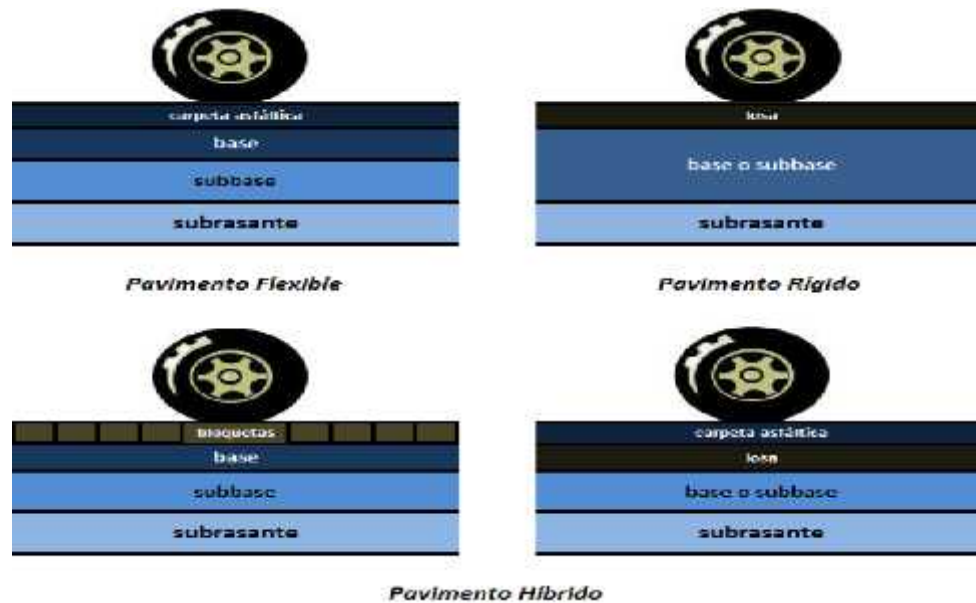 carpeta asfáltica
base
subbase
subrasante
Pavimento Flexible
losa
base o subbase
subrasante
Pavimento Rígido
bloquetas
base
subbase
subrasante
carpeta asfáltica
losa
base o subbase
subrasante
Pavimento Híbrido